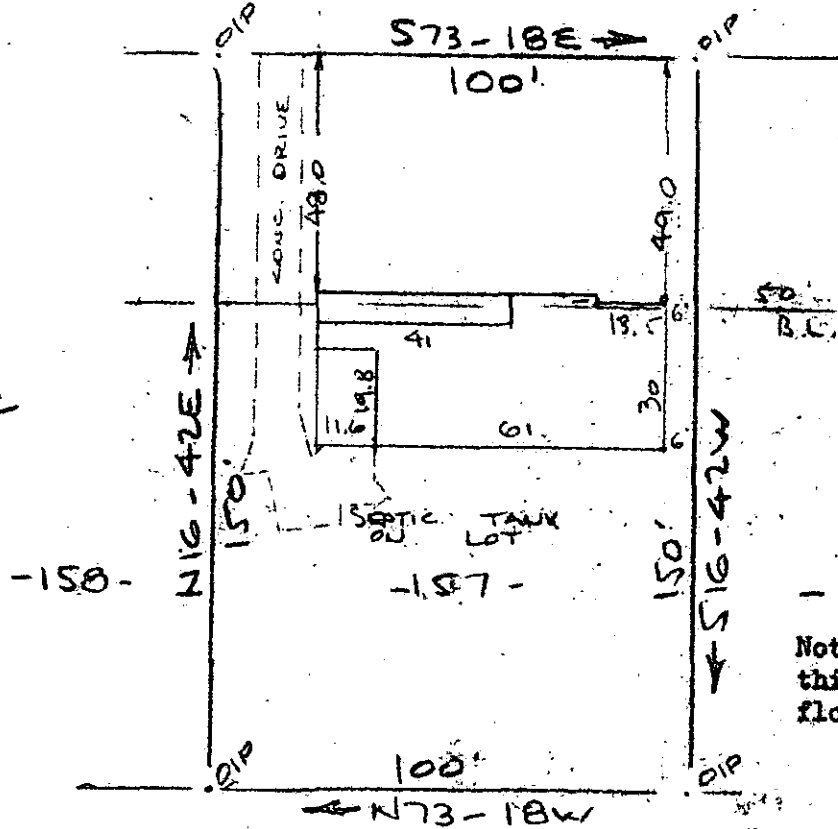 OIP
S73-18E
OIP
100'
CONC. DRIVE
48.0
49.0
50'
B.L.
13.5
6'
41
19.8
30
11.6
61
6'
N16-42E
150'
S16-42W
150'
SEPTIC TANK
ON LOT
-158-
-157-
Not
thi
flo
OIP
100'
OIP
N73-18W